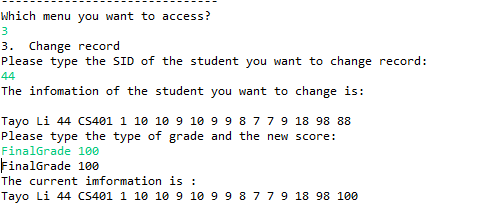 -------------------------------
Which menu you want to access?
3
3.  Change record
Please type the SID of the student you want to change record:
44
The infomation of the student you want to change is:
Tayo Li 44 CS401 1 10 10 9 10 9 9 8 7 7 9 18 98 88
Please type the type of grade and the new score:
FinalGrade 100
FinalGrade 100
The current imformation is :
Tayo Li 44 CS401 1 10 10 9 10 9 9 8 7 7 9 18 98 100